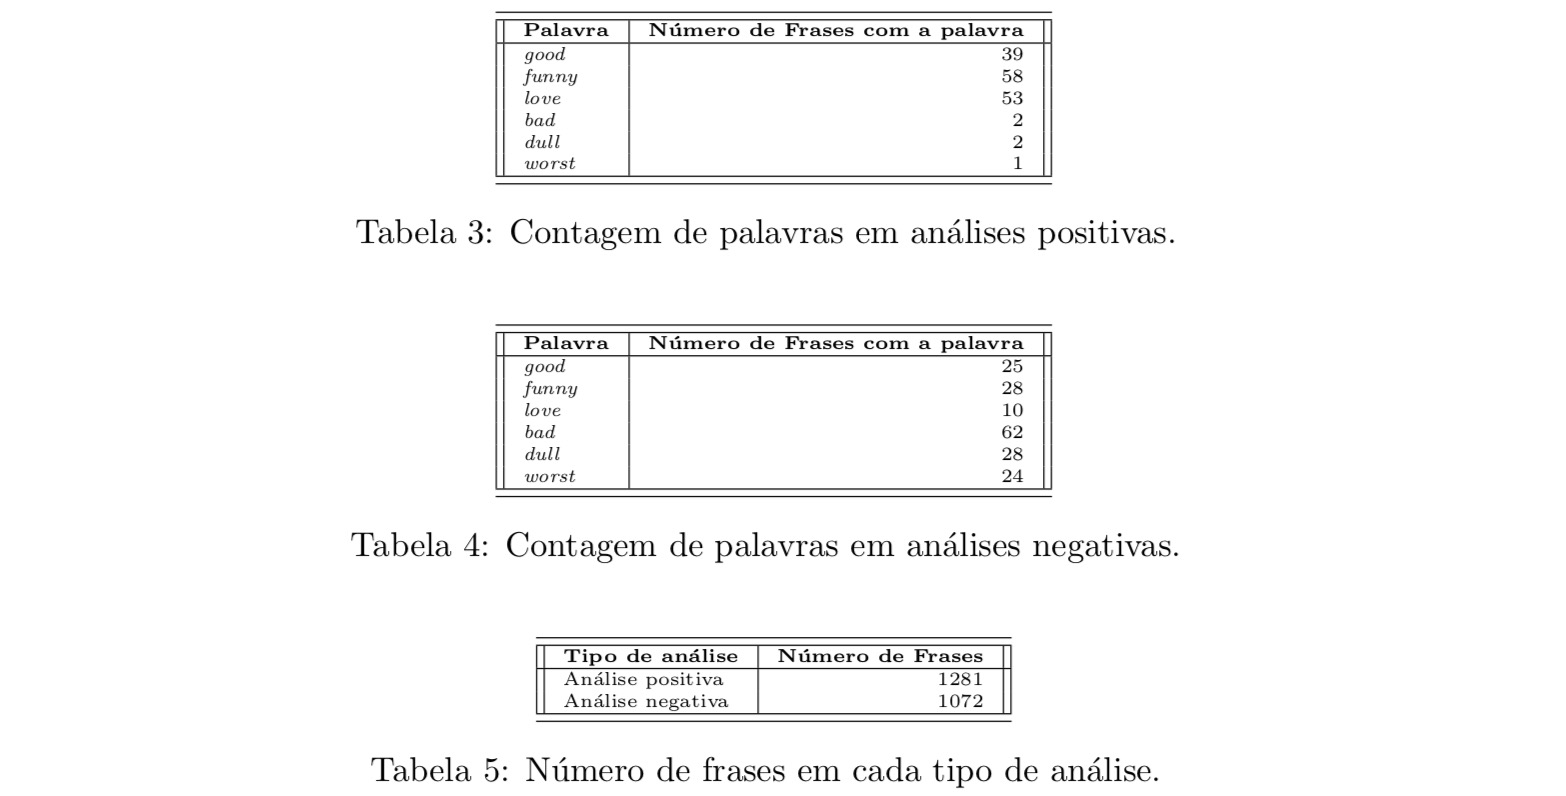 Palavra Número de Frases com a palavra
good 39
funny 58
love 53
bad 2
dull 2
worst 1
Tabela 3: Contagem de palavras em análises positivas.
Palavra Número de Frases com a palavra
good 25
funny 28
love 10
bad 62
dull 28
worst 24
Tabela 4: Contagem de palavras em análises negativas.
Tipo de análise Número de Frases
Análise positiva 1281
Análise negativa 1072
Tabela 5: Número de frases em cada tipo de análise.